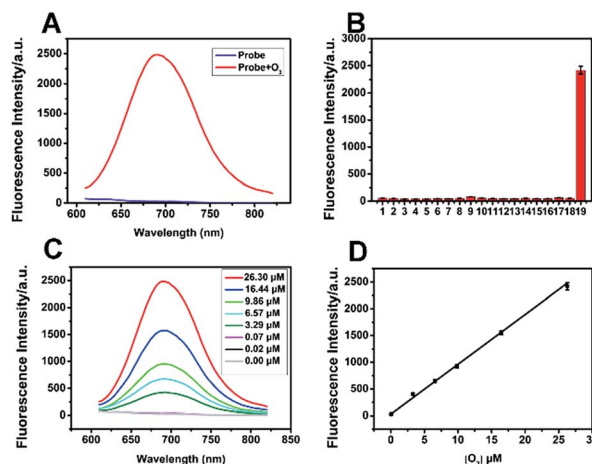 A
Fluorescence Intensity/a.u.
2500
2000
1500
1000
500
0
600
650
700
750
800
Wavelength (nm)
Probe
Probe+O3
B
Fluorescence Intensity/a.u.
3000
2500
2000
1500
1000
500
0
1 2 3 4 5 6 7 8 9 10 11 12 13 14 15 16 17 18 19
C
Fluorescence Intensity/a.u.
2500
2000
1500
1000
500
0
600 650 700 750 800 850
Wavelength (nm)
26.30 μM
16.44 μM
9.86 μM
6.57 μM
3.29 μM
0.07 μM
0.02 μM
0.00 μM
D
Fluorescence Intensity/a.u.
2500
2000
1500
1000
500
0
0 5 10 15 20 25 30
[O3] μM